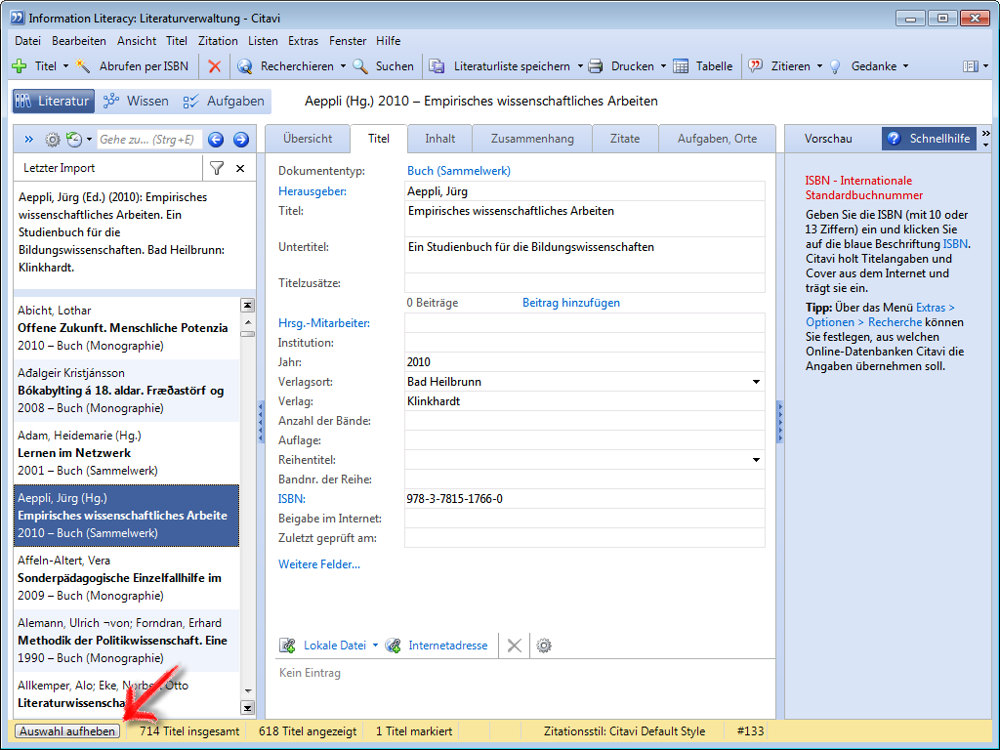 Information Literacy: Literaturverwaltung - Citavi
Datei Bearbeiten Ansicht Titel Zitation Listen Extras Fenster Hilfe
Titel Abrufen per ISBN Recherchieren Suchen Literaturliste speichern Drucken Tabelle Zitieren Gedanke
Literatur Wissen Aufgaben Aeppli (Hg.) 2010 – Empirisches wissenschaftliches Arbeiten
Gehe zu... (Strg+E)
Letzter Import
Aeppli, Jürg (Ed.) (2010): Empirisches
wissenschaftliches Arbeiten. Ein
Studienbuch für die
Bildungswissenschaften. Bad Heilbrunn:
Klinkhardt.
Abicht, Lothar
Offene Zukunft. Menschliche Potenzia
2010 – Buch (Monographie)
Aðalgeir Kristjánsson
Bókabylting á 18. aldar. Fræðastörf og
2008 – Buch (Monographie)
Adam, Heidemarie (Hg.)
Lernen im Netzwerk
2001 – Buch (Sammelwerk)
Aeppli, Jürg (Hg.)
Empirisches wissenschaftliches Arbeite
2010 – Buch (Sammelwerk)
Affeln-Altert, Vera
Sonderpädagogische Einzelfallhilfe im
2009 – Buch (Monographie)
Alemann, Ulrich ¬von; Forndran, Erhard
Methodik der Politikwissenschaft. Eine
1990 – Buch (Monographie)
Allkemper, Alo; Eke, Norbert Otto
Literaturwissenscha
Übersicht Titel Inhalt Zusammenhang Zitate Aufgaben, Orte
Dokumententyp: Buch (Sammelwerk)
Herausgeber: Aeppli, Jürg
Titel: Empirisches wissenschaftliches Arbeiten
Untertitel: Ein Studienbuch für die Bildungswissenschaften
Titelzusätze:
0 Beiträge Beitrag hinzufügen
Hrsg.-Mitarbeiter:
Institution:
Jahr: 2010
Verlagsort: Bad Heilbrunn
Verlag: Klinkhardt
Anzahl der Bände:
Auflage:
Reihentitel:
Bandnr. der Reihe:
ISBN: 978-3-7815-1766-0
Beigabe im Internet:
Zuletzt geprüft am:
Weitere Felder...
Lokale Datei Internetadresse
Kein Eintrag
Vorschau Schnellhilfe
ISBN - Internationale
Standardbuchnummer
Geben Sie die ISBN (mit 10 oder
13 Ziffern) ein und klicken Sie
auf die blaue Beschriftung ISBN.
Citavi holt Titelangaben und
Cover aus dem Internet und
trägt sie ein.
Tipp: Über das Menü Extras >
Optionen > Recherche können
Sie festlegen, aus welchen
Online-Datenbanken Citavi die
Angaben übernehmen soll.
Auswahl aufheben 714 Titel insgesamt 618 Titel angezeigt 1 Titel markiert Zitationsstil: Citavi Default Style #133